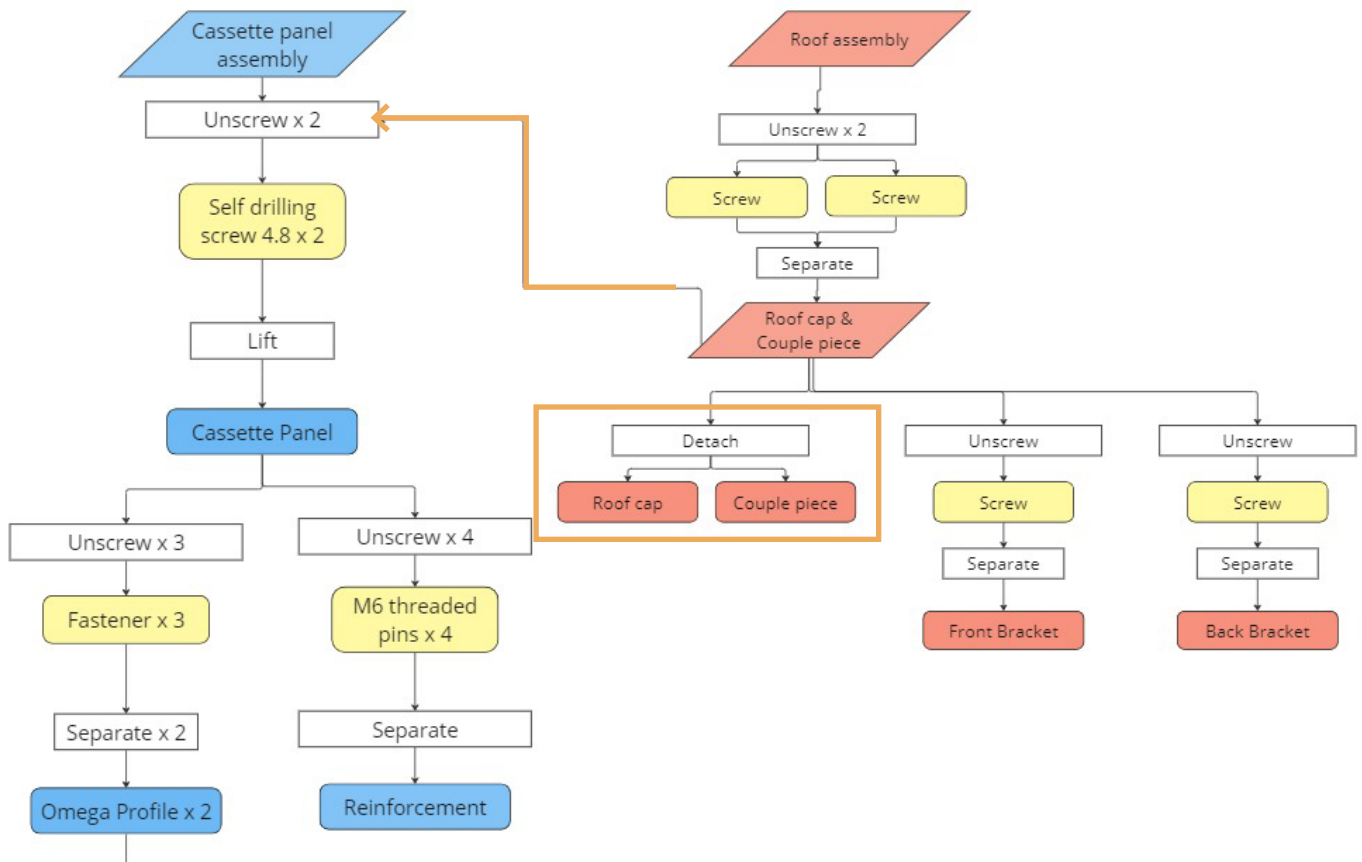 Cassette panel
assembly
Unscrew x 2
Self drilling
screw 4.8 x 2
Lift
Cassette Panel
Unscrew x 3
Fastener x 3
Separate x 2
Omega Profile x 2
Unscrew x 4
M6 threaded
pins x 4
Separate
Reinforcement
Roof assembly
Unscrew x 2
Screw
Screw
Separate
Roof cap &
Couple piece
Detach
Roof cap
Couple piece
Unscrew
Screw
Separate
Front Bracket
Unscrew
Screw
Separate
Back Bracket